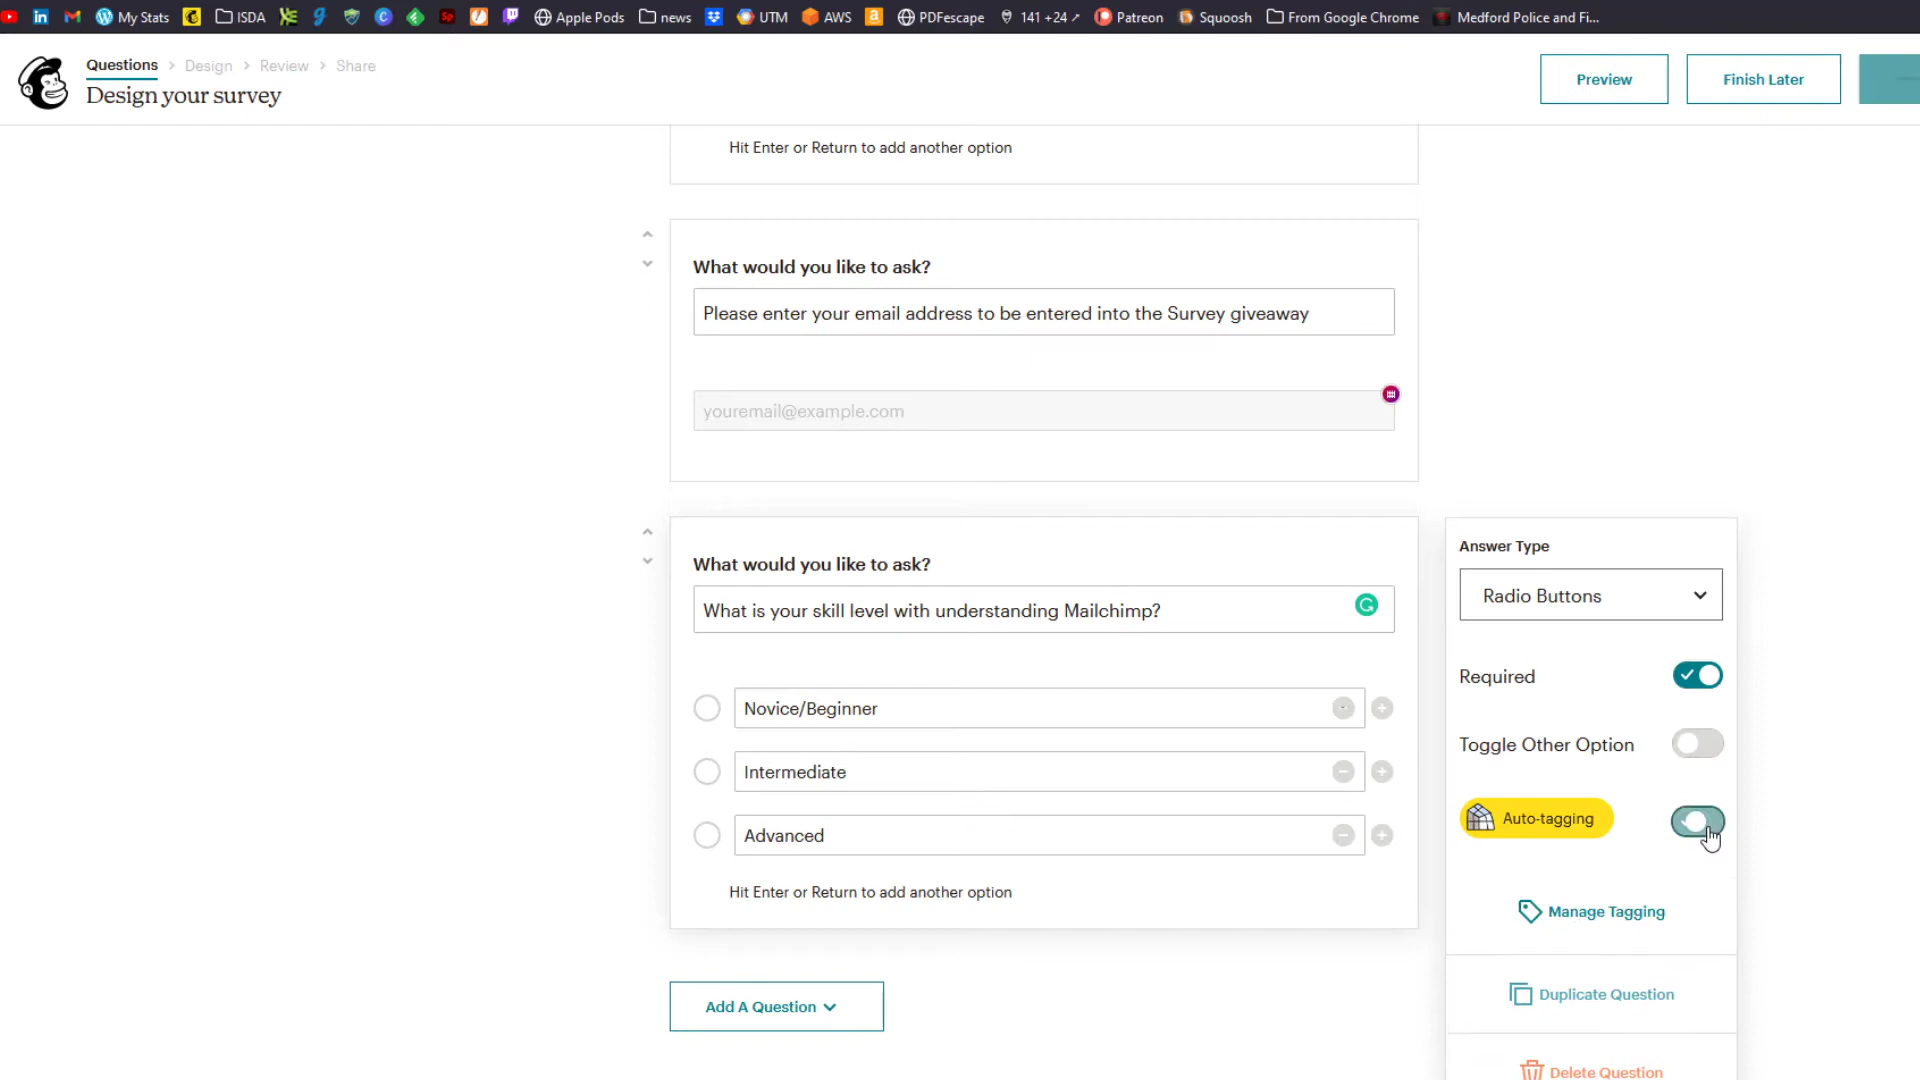 My Stats
ISDA
Apple Pods
news
UTM
AWS
PDFescape
141 +24
Patreon
Squoosh
From Google Chrome
Medford Police and Fi...
Questions > Design > Review > Share
Design your survey
Preview
Finish Later
Hit Enter or Return to add another option
What would you like to ask?
Please enter your email address to be entered into the Survey giveaway
youremail@example.com
What would you like to ask?
What is your skill level with understanding Mailchimp?
Novice/Beginner
Intermediate
Advanced
Hit Enter or Return to add another option
Add A Question
Answer Type
Radio Buttons
Required
Toggle Other Option
Auto-tagging
Manage Tagging
Duplicate Question
Delete Question